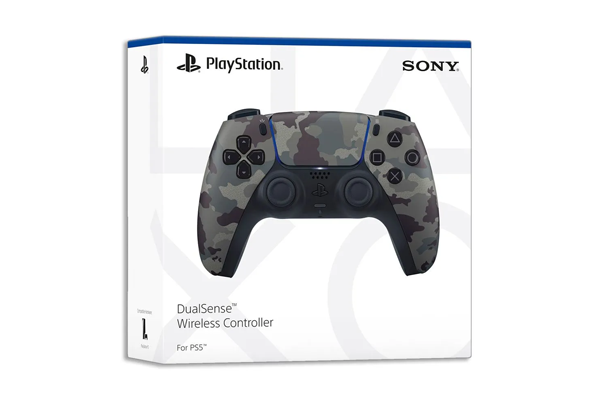 PlayStation.
SONY
DualSense™
Wireless Controller
For PS5™